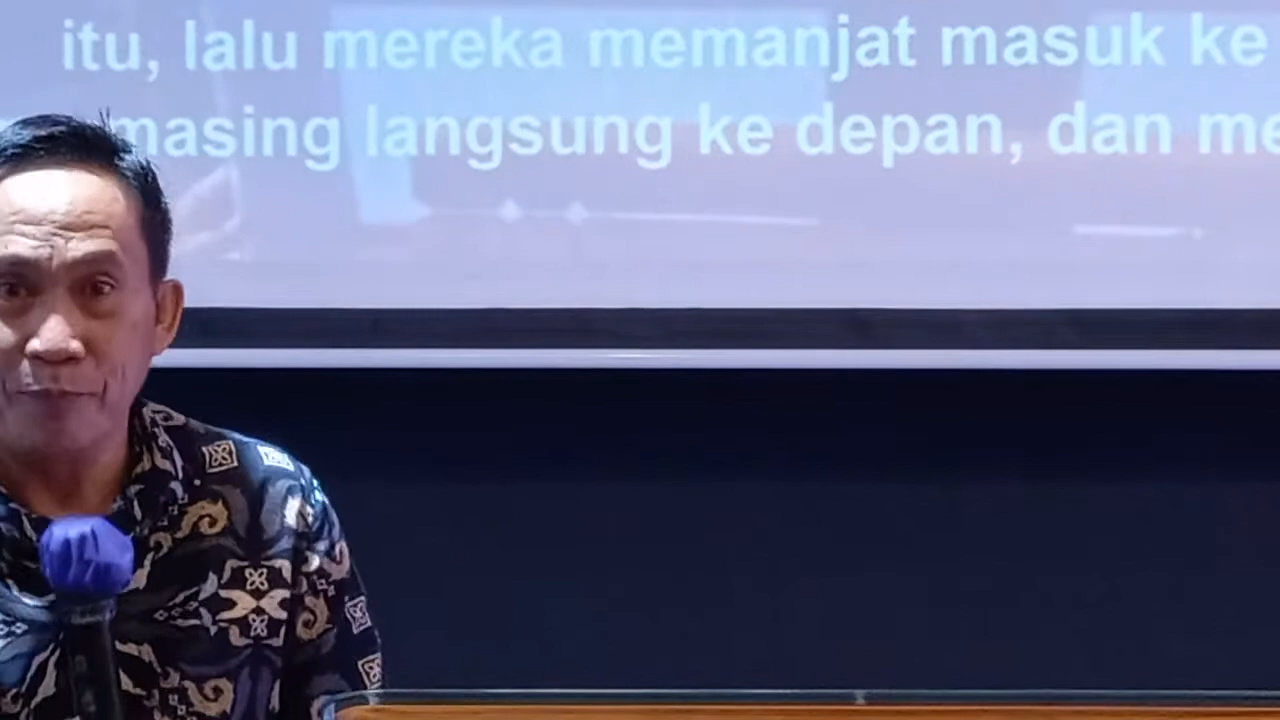 itu, lalu mereka memanjat masuk ke
masing langsung ke depan, dan me